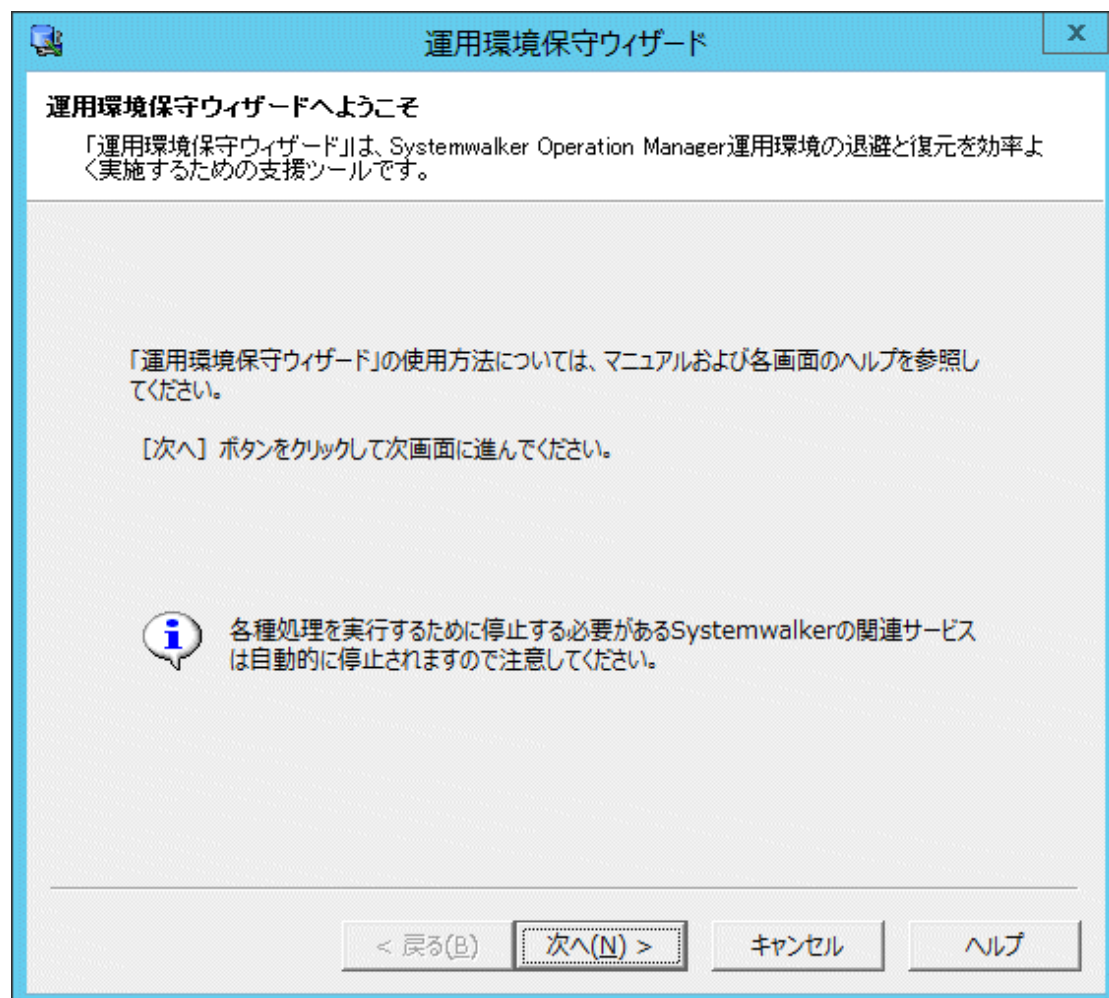 運用環境保守ウィザード
x
運用環境保守ウィザードへようこそ
「運用環境保守ウィザード」は、Systemwalker Operation Manager運用環境の退避と復元を効率よ
く実施するための支援ツールです。
「運用環境保守ウィザード」の使用方法については、マニュアルおよび各画面のヘルプを参照し
てください。
［次へ］ボタンをクリックして次画面に進んでください。
各種処理を実行するために停止する必要があるSystemwalkerの関連サービス
は自動的に停止されますので注意してください。
< 戻る(B) 次へ(N) > キャンセル ヘルプ